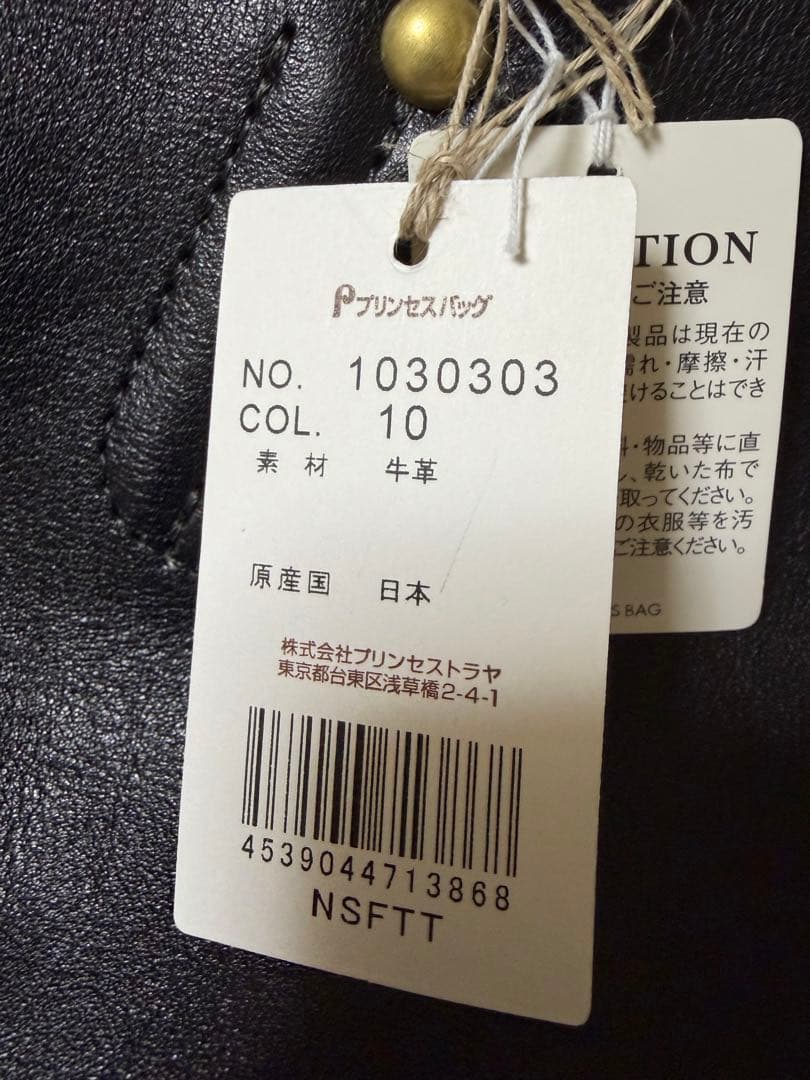 プリンセスバッグ
NO. 1030303
COL. 10
素材 牛革
原産国 日本
株式会社プリンセストラヤ
東京都台東区浅草橋2-4-1
4539044713868
NSFTT
TION
ご注意
製品は現在の
濡れ・摩擦・汗
けることはでき
・物品等に直
、乾いた布で
取ってください。
の衣服等を汚
ご注意ください。
S BAG